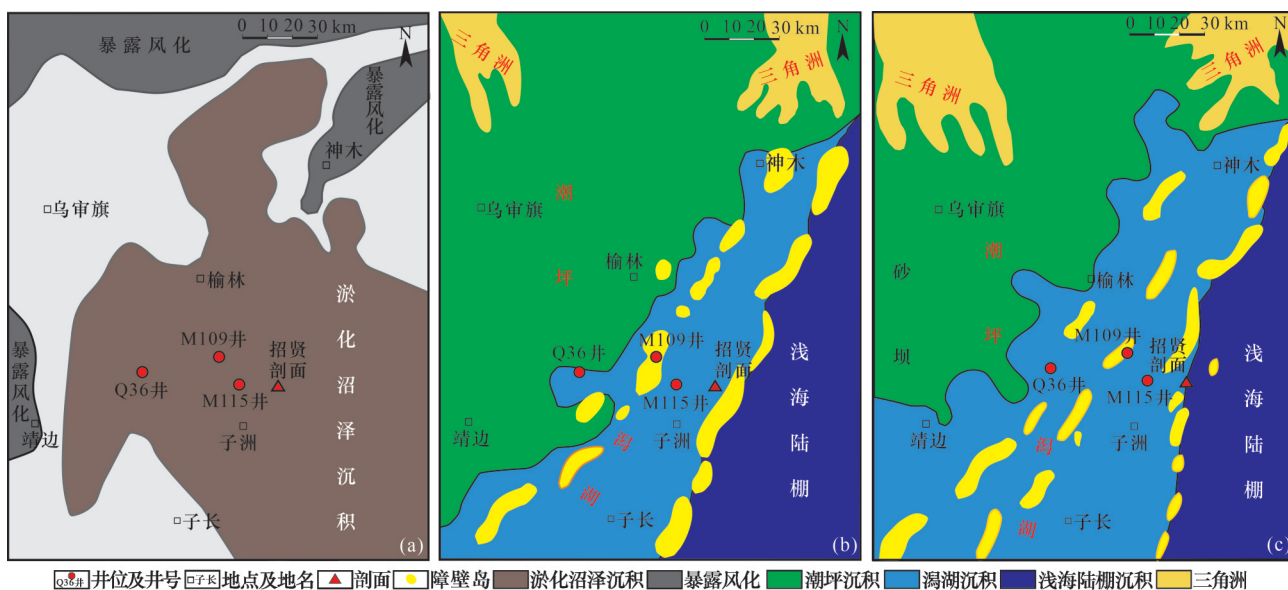 0 10 20 30 km
N
暴露风化
暴露风化
神木
乌审旗
榆林
淤化沼泽沉积
M109井
招贤
剖面
Q36井
M115井
暴露风化
靖边
子洲
子长
(a)
0 10 20 30 km
N
三角洲
三角洲
神木
潮坪
乌审旗
榆林
M109井
招贤
剖面
Q36井
M115井
浅海陆棚
靖边
子洲
潟湖
子长
(b)
0 10 20 30 km
N
三角洲
三角洲
神木
乌审旗
潮坪
砂坝
榆林
M109井
招贤
剖面
Q36井
M115井
浅海陆棚
靖边
子洲
潟湖
子长
(c)
Q36井 井位及井号 子长 地点及地名 剖面 障壁岛 淤化沼泽沉积 暴露风化 潮坪沉积 潟湖沉积 浅海陆棚沉积 三角洲